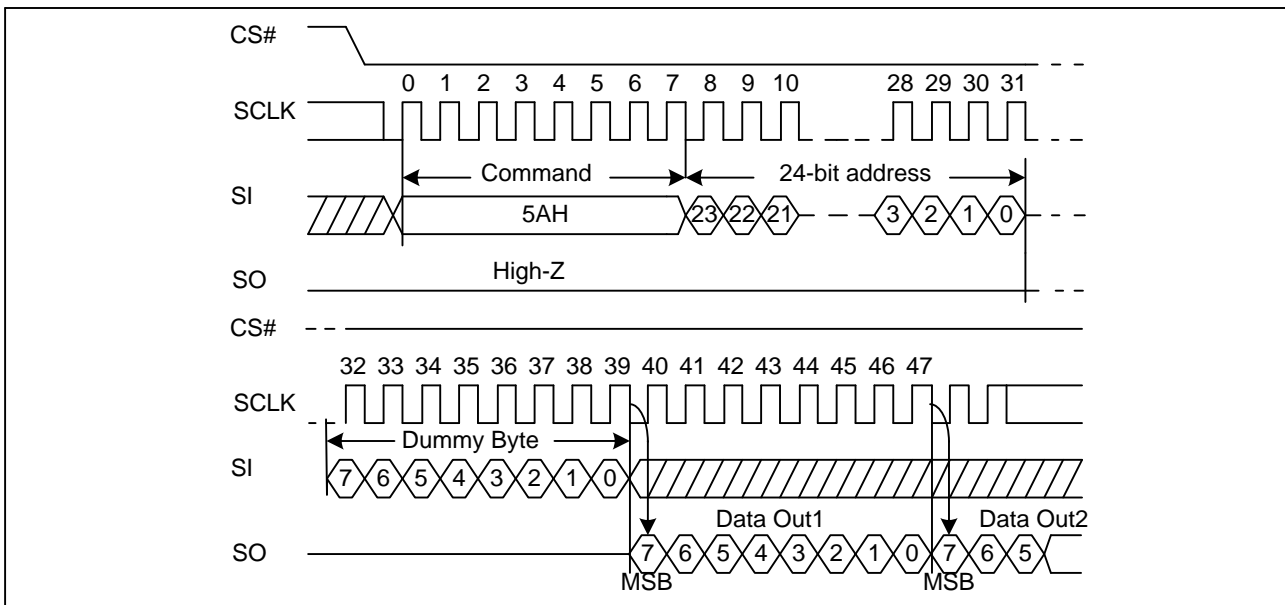 CS#
0 1 2 3 4 5 6 7 8 9 10 28 29 30 31
SCLK
Command 24-bit address
SI
5AH 23 22 21 3 2 1 0
High-Z
SO
CS#
32 33 34 35 36 37 38 39 40 41 42 43 44 45 46 47
SCLK
Dummy Byte
SI
7 6 5 4 3 2 1 0
Data Out1 Data Out2
SO
7 6 5 4 3 2 1 0 7 6 5
MSB MSB